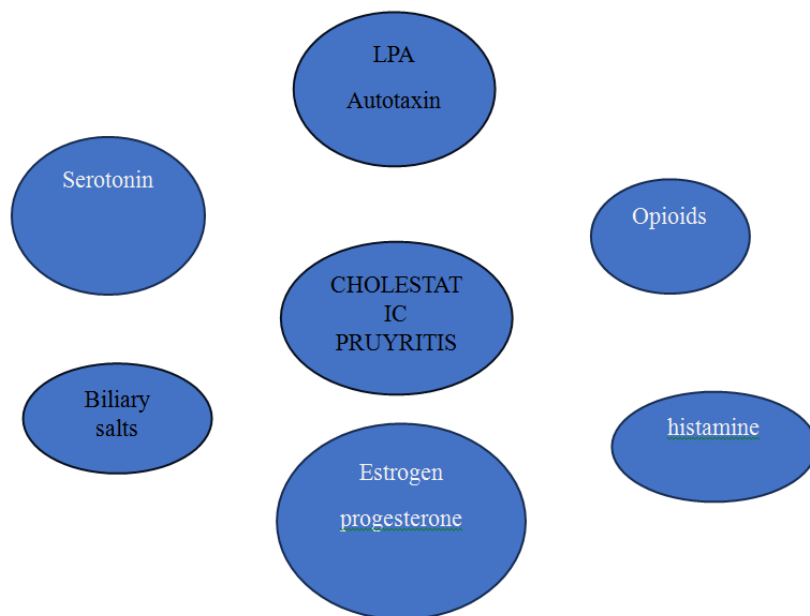 LPA
Autotaxin
Serotonin
Opioids
CHOLESTAT
IC
PRUYRITIS
Biliary
salts
histamine
Estrogen
progesterone